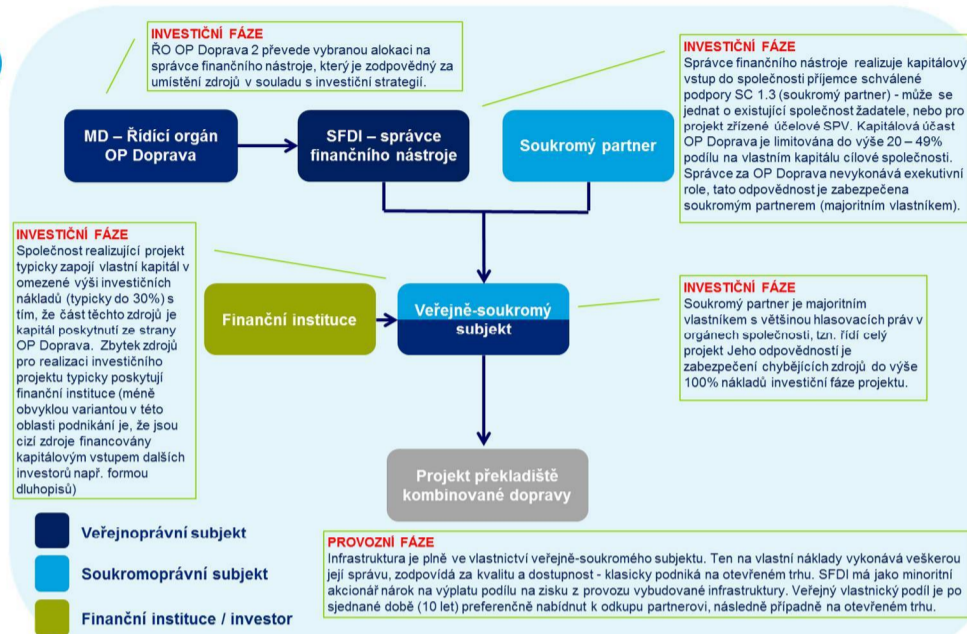 INVESTIČNÍ FÁZE
ŘO OP Doprava 2 převede vybranou alokaci na
správce finančního nástroje, který je zodpovědný za
umístění zdrojů v souladu s investiční strategií.
INVESTIČNÍ FÁZE
Správce finančního nástroje realizuje kapitálový
vstup do společnosti příjemce schválené
podpory SC 1.3 (soukromý partner) - může se
jednat o existující společnost žadatele, nebo pro
projekt zřízené účelové SPV. Kapitálová účast
OP Doprava je limitována do výše 20 – 49%
podílu na vlastním kapitálu cílové společnosti.
Správce za OP Doprava nevykonává exekutivní
role, tato odpovědnost je zabezpečena
soukromým partnerem (majoritním vlastníkem).
MD – Řídící orgán
OP Doprava
SFDI – správce
finančního nástroje
Soukromý partner
INVESTIČNÍ FÁZE
Společnost realizující projekt
typicky zapojí vlastní kapitál v
omezené výši investičních
nákladů (typicky do 30%) s
tím, že část těchto zdrojů je
kapitál poskytnutí ze strany
OP Doprava. Zbytek zdrojů
pro realizaci investičního
projektu typicky poskytují
finanční instituce (méně
obvyklou variantou v této
oblasti podnikání je, že jsou
cizí zdroje financovány
kapitálovým vstupem dalších
investorů např. formou
dluhopisů)
Finanční instituce
Veřejně-soukromý
subjekt
INVESTIČNÍ FÁZE
Soukromý partner je majoritním
vlastníkem s většinou hlasovacích práv v
orgánech společnosti, tzn. řídí celý
projekt Jeho odpovědností je
zabezpečení chybějících zdrojů do výše
100% nákladů investiční fáze projektu.
Projekt překladiště
kombinované dopravy
Veřejnoprávní subjekt
Soukromoprávní subjekt
Finanční instituce / investor
PROVOZNÍ FÁZE
Infrastruktura je plně ve vlastnictví veřejně-soukromého subjektu. Ten na vlastní náklady vykonává veškerou
její správu, zodpovídá za kvalitu a dostupnost - klasicky podniká na otevřeném trhu. SFDI má jako minoritní
akcionář nárok na výplatu podílu na zisku z provozu vybudované infrastruktury. Veřejný vlastnický podíl je po
sjednané době (10 let) preferenčně nabídnut k odkupu partnerovi, následně případně na otevřeném trhu.